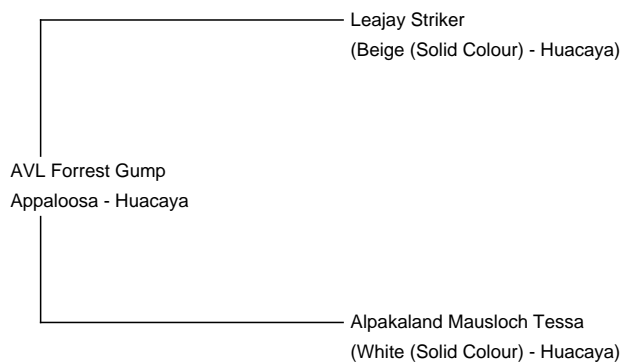 Leajay Striker
(Beige (Solid Colour) - Huacaya)
AVL Forrest Gump
Appaloosa - Huacaya
Alpakaland Mausloch Tessa
(White (Solid Colour) - Huacaya)